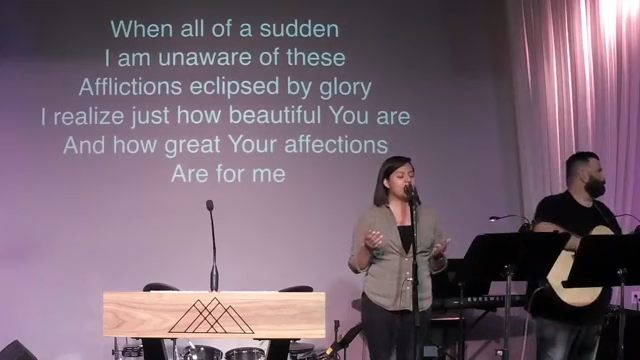 When all of a sudden
I am unaware of these
Afflictions eclipsed by glory
I realize just how beautiful You are
And how great Your affections
Are for me